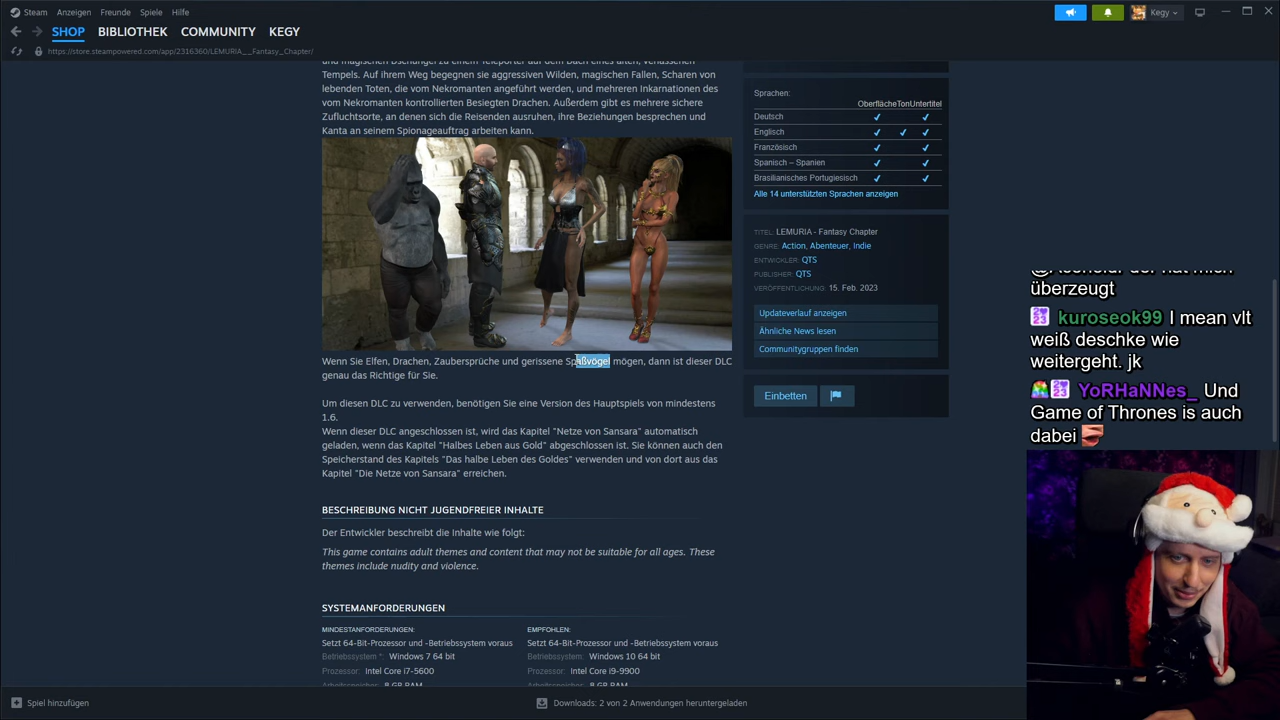 Steam Anzeigen Freunde Spiele Hilfe
Kegy
SHOP BIBLIOTHEK COMMUNITY KEGY
https://store.steampowered.com/app/2316360/LEMURIA__Fantasy_Chapter/
und magischen Dschungel zu einem Teleporter auf dem Dach eines alten, verlassenen
Tempels. Auf ihrem Weg begegnen sie aggressiven Wilden, magischen Fallen, Scharen von
lebenden Toten, die vom Nekromanten angeführt werden, und mehreren Inkarnationen des
vom Nekromanten kontrollierten Besiegten Drachen. Außerdem gibt es mehrere sichere
Zufluchtsorte, an denen sich die Reisenden ausruhen, ihre Beziehungen besprechen und
Kanta an seinem Spionageauftrag arbeiten kann.
Wenn Sie Elfen, Drachen, Zaubersprüche und gerissene Spaßvögel mögen, dann ist dieser DLC
genau das Richtige für Sie.
Um diesen DLC zu verwenden, benötigen Sie eine Version des Hauptspiels von mindestens
1.6.
Wenn dieser DLC angeschlossen ist, wird das Kapitel "Netze von Sansara" automatisch
geladen, wenn das Kapitel "Halbes Leben aus Gold" abgeschlossen ist. Sie können auch den
Speicherstand des Kapitels "Das halbe Leben des Goldes" verwenden und von dort aus das
Kapitel "Die Netze von Sansara" erreichen.
BESCHREIBUNG NICHT JUGENDFREIER INHALTE
Der Entwickler beschreibt die Inhalte wie folgt:
This game contains adult themes and content that may not be suitable for all ages. These
themes include nudity and violence.
SYSTEMANFORDERUNGEN
MINDESTANFORDERUNGEN:
Setzt 64-Bit-Prozessor und -Betriebssystem voraus
Betriebssystem *: Windows 7 64 bit
Prozessor: Intel Core i7-5600
Arbeitsspeicher: 8 GB RAM
EMPFOHLEN:
Setzt 64-Bit-Prozessor und -Betriebssystem voraus
Betriebssystem: Windows 10 64 bit
Prozessor: Intel Core i9-9900
Arbeitsspeicher: 8 GB RAM
Sprachen:
Oberfläche Ton Untertitel
Deutsch ✔ ✔
Englisch ✔ ✔ ✔
Französisch ✔ ✔
Spanisch – Spanien ✔ ✔
Brasilianisches Portugiesisch ✔ ✔
Alle 14 unterstützten Sprachen anzeigen
TITEL: LEMURIA - Fantasy Chapter
GENRE: Action, Abenteuer, Indie
ENTWICKLER: QTS
PUBLISHER: QTS
VERÖFFENTLICHUNG: 15. Feb. 2023
Updateverlauf anzeigen
Ähnliche News lesen
Communitygruppen finden
Einbetten
überzeugt
kuroseok99 I mean vlt
weiß deschke wie
weitergeht. jk
YoRHaNNes_ Und
Game of Thrones is auch
dabei
Spiel hinzufügen
Downloads: 2 von 2 Anwendungen heruntergeladen